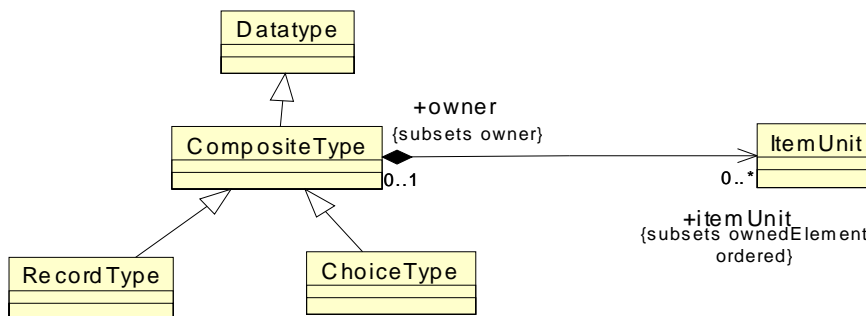 Datatype
+owner
{subsets owner}
CompositeType
ItemUnit
0..1
0..*
+itemUnit
{subsets ownedElement
ordered}
RecordType
ChoiceType